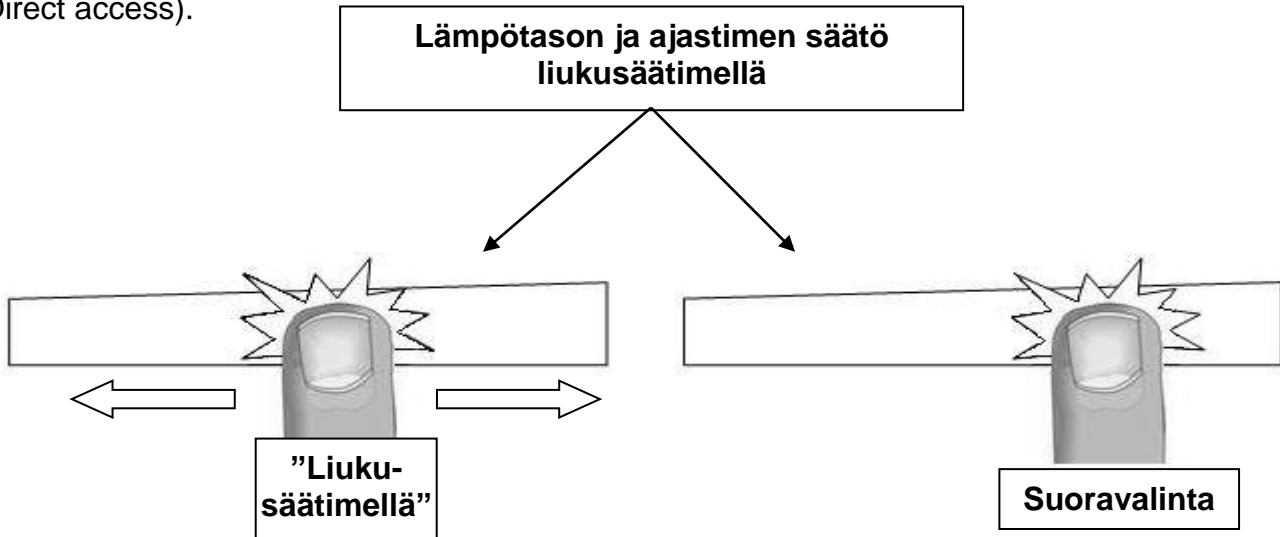 Direct access).
Lämpötason ja ajastimen säätö
liukusäätimellä
”Liuku-
säätimellä”
Suoravalinta